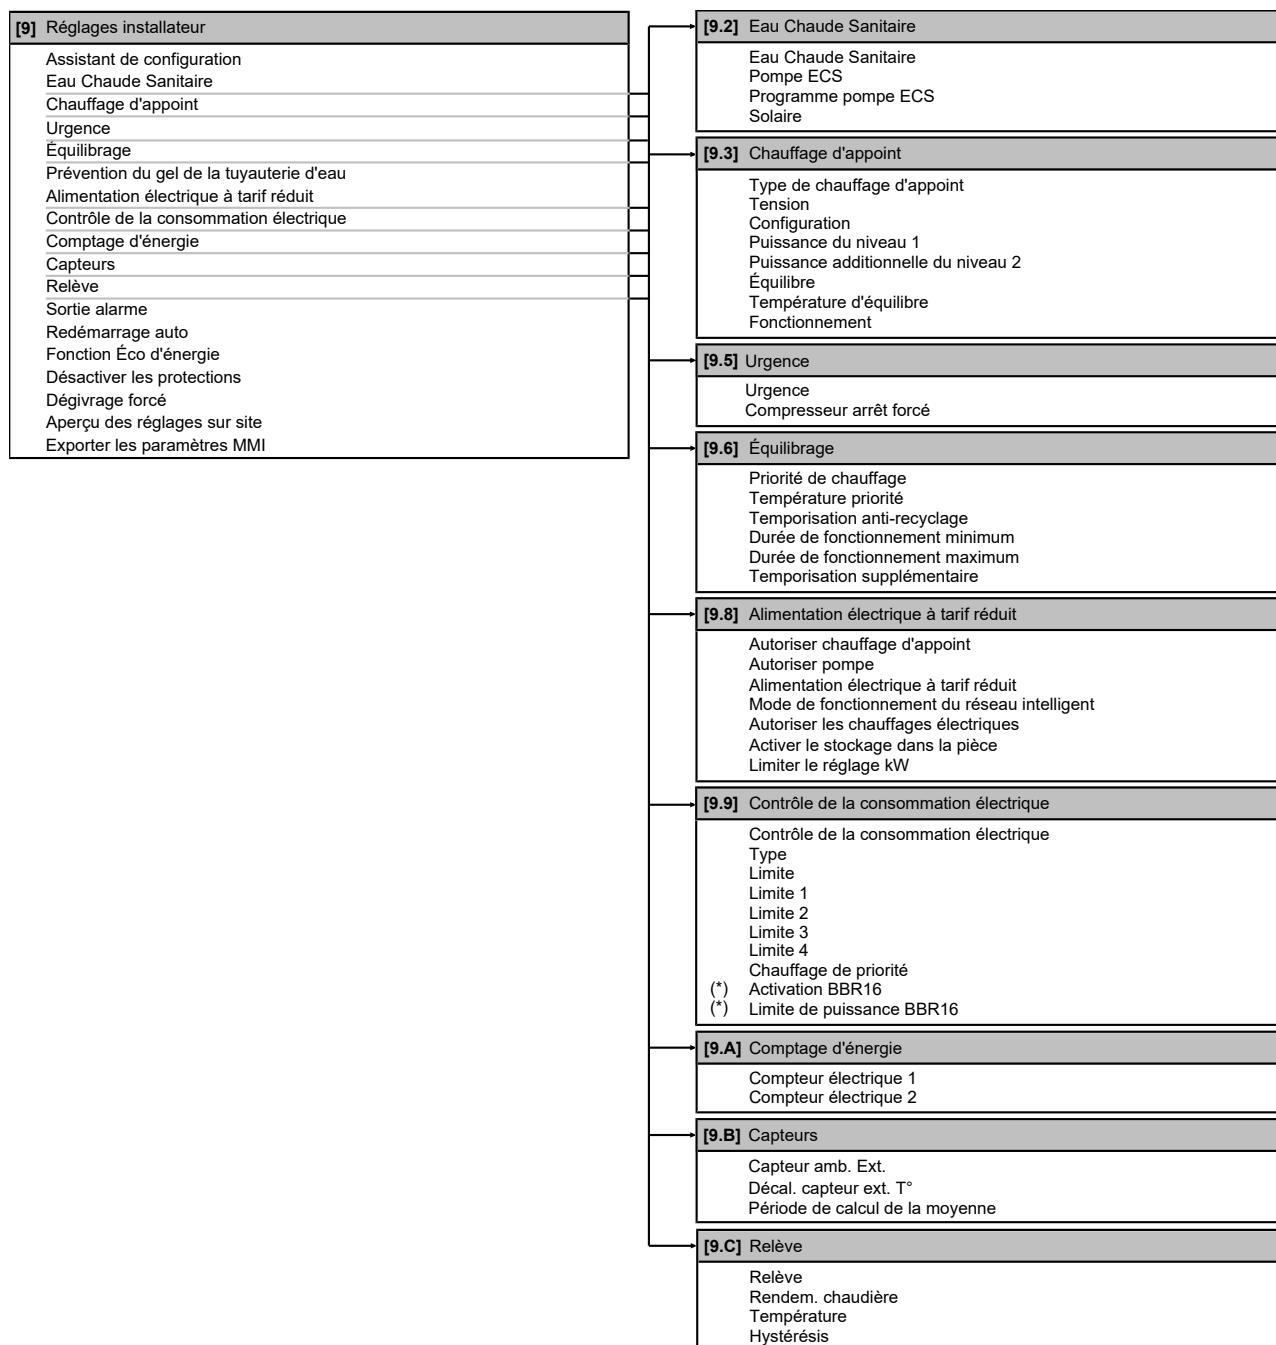 [9] Réglages installateur
Assistant de configuration
Eau Chaude Sanitaire
Chauffage d'appoint
Urgence
Équilibrage
Prévention du gel de la tuyauterie d'eau
Alimentation électrique à tarif réduit
Contrôle de la consommation électrique
Comptage d'énergie
Capteurs
Relève
Sortie alarme
Redémarrage auto
Fonction Éco d'énergie
Désactiver les protections
Dégivrage forcé
Aperçu des réglages sur site
Exporter les paramètres MMI
[9.2] Eau Chaude Sanitaire
Eau Chaude Sanitaire
Pompe ECS
Programme pompe ECS
Solaire
[9.3] Chauffage d'appoint
Type de chauffage d'appoint
Tension
Configuration
Puissance du niveau 1
Puissance additionnelle du niveau 2
Équilibre
Température d'équilibre
Fonctionnement
[9.5] Urgence
Urgence
Compresseur arrêt forcé
[9.6] Équilibrage
Priorité de chauffage
Température priorité
Temporisation anti-recyclage
Durée de fonctionnement minimum
Durée de fonctionnement maximum
Temporisation supplémentaire
[9.8] Alimentation électrique à tarif réduit
Autoriser chauffage d'appoint
Autoriser pompe
Alimentation électrique à tarif réduit
Mode de fonctionnement du réseau intelligent
Autoriser les chauffages électriques
Activer le stockage dans la pièce
Limiter le réglage kW
[9.9] Contrôle de la consommation électrique
Contrôle de la consommation électrique
Type
Limite
Limite 1
Limite 2
Limite 3
Limite 4
Chauffage de priorité
(*) Activation BBR16
(*) Limite de puissance BBR16
[9.A] Comptage d'énergie
Compteur électrique 1
Compteur électrique 2
[9.B] Capteurs
Capteur amb. Ext.
Décal. capteur ext. T°
Période de calcul de la moyenne
[9.C] Relève
Relève
Rendem. chaudière
Température
Hystérésis